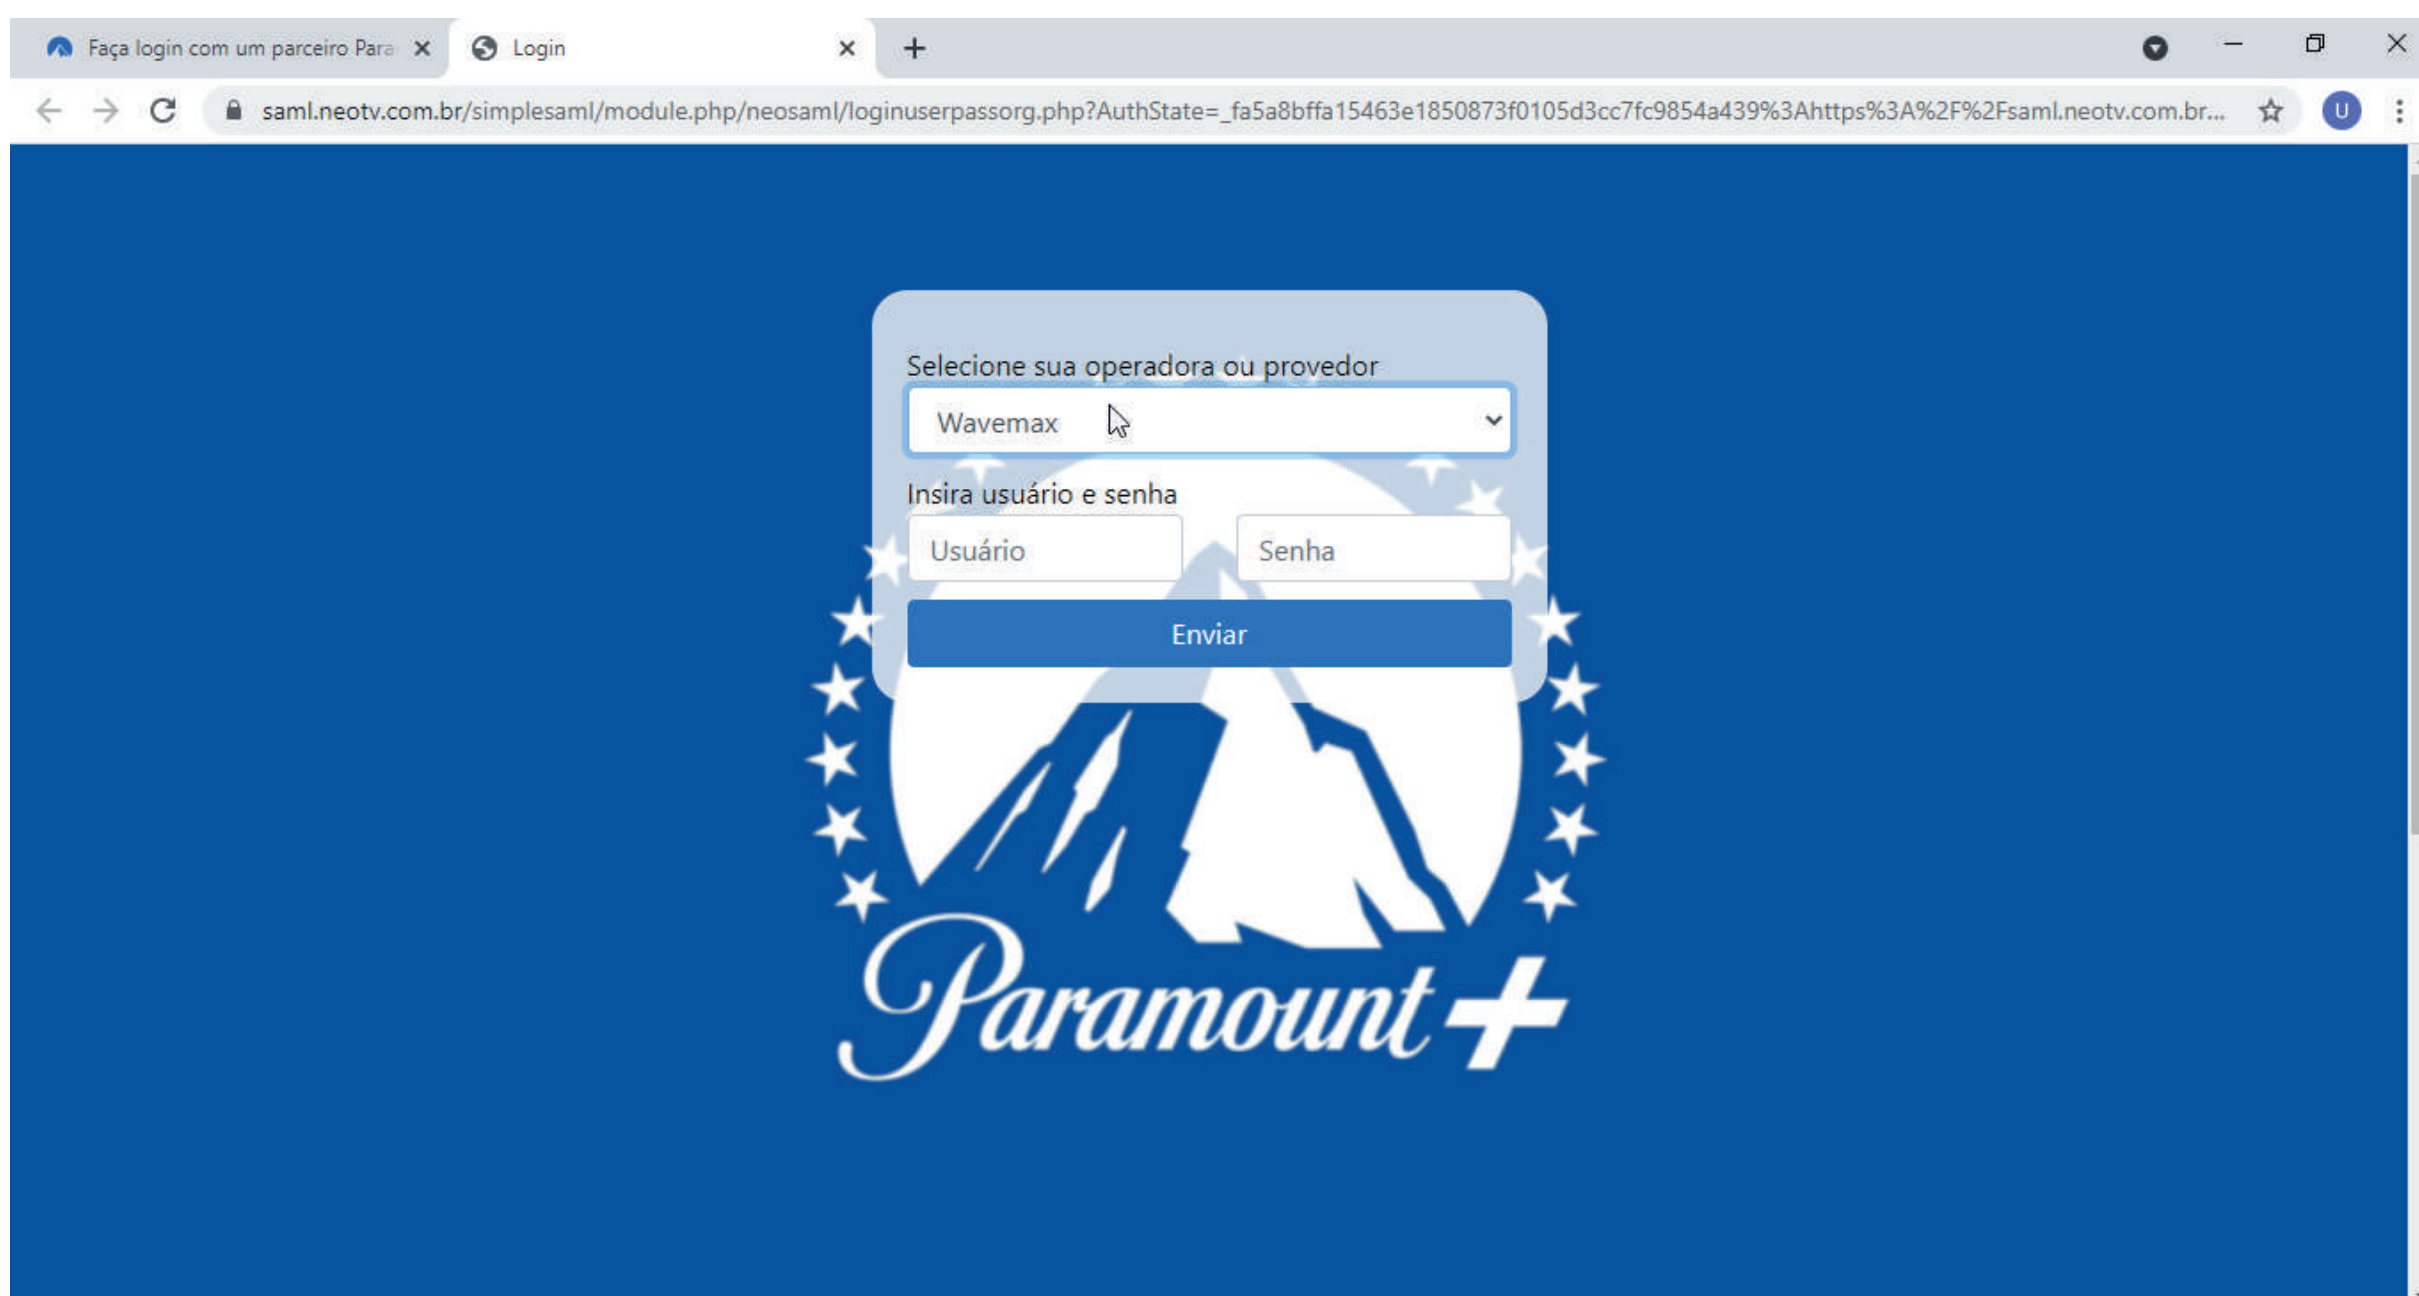 Faça login com um parceiro Para
Login
saml.neotv.com.br/simplesaml/module.php/neosaml/loginuserpassorg.php?AuthState=_fa5a8bffa15463e1850873f0105d3cc7fc9854a439%3Ahttps%3A%2F%2Fsaml.neotv.com.br...
U
Selecione sua operadora ou provedor
Wavemax
Insira usuário e senha
Usuário Senha
Enviar
Paramount+